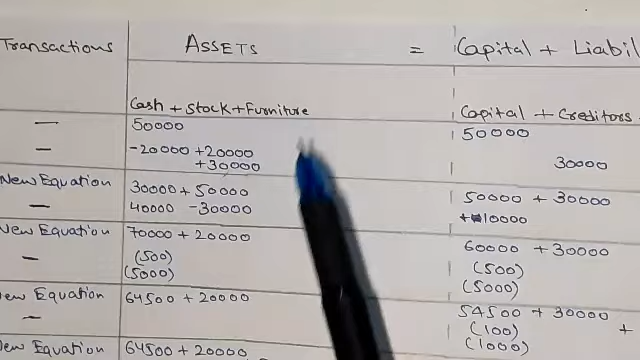 Transactions ASSETS = Capital + Liabil
Cash + Stock + Furniture Capital + Creditors
— 50000 50000
— -20000 +20000
+30000 30000
New Equation 30000 + 50000 50000 + 30000
— 40000 -30000 +10000
New Equation 70000 + 20000 60000 + 30000
— (500) (500)
(5000) (5000)
New Equation 64500 + 20000 54500 + 30000
— (100) +
(1000)
New Equation 64500 + 20000